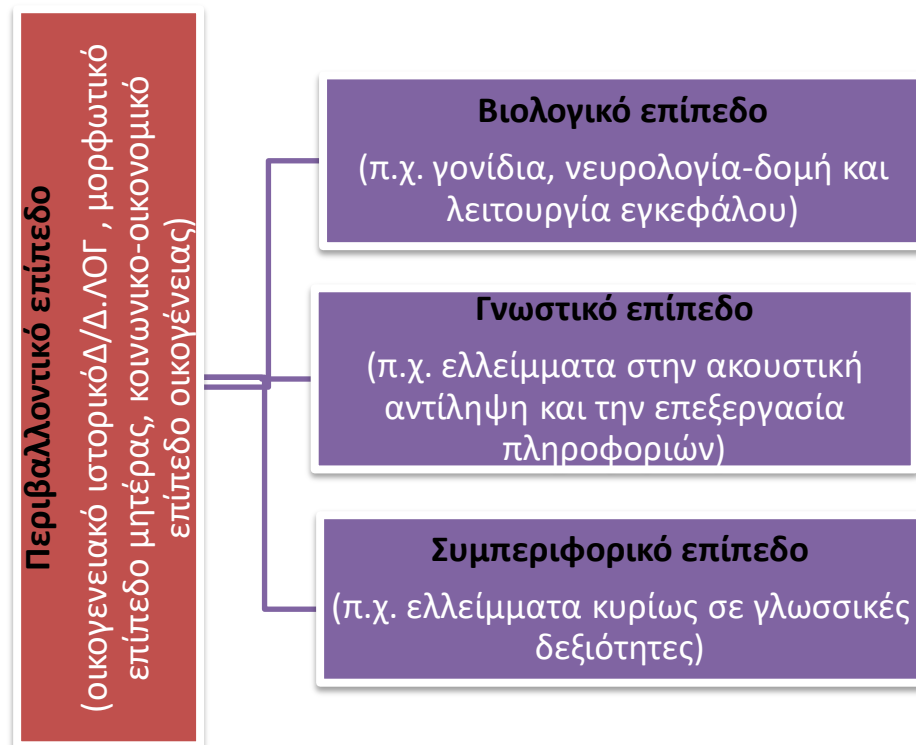 Περιβαλλοντικό επίπεδο
(οικογενειακό ιστορικόΔ/Δ.ΛΟΓ , μορφωτικό
επίπεδο μητέρας, κοινωνικο-οικονομικό
επίπεδο οικογένειας)
Βιολογικό επίπεδο
(π.χ. γονίδια, νευρολογία-δομή και
λειτουργία εγκεφάλου)
Γνωστικό επίπεδο
(π.χ. ελλείμματα στην ακουστική
αντίληψη και την επεξεργασία
πληροφοριών)
Συμπεριφορικό επίπεδο
(π.χ. ελλείμματα κυρίως σε γλωσσικές
δεξιότητες)